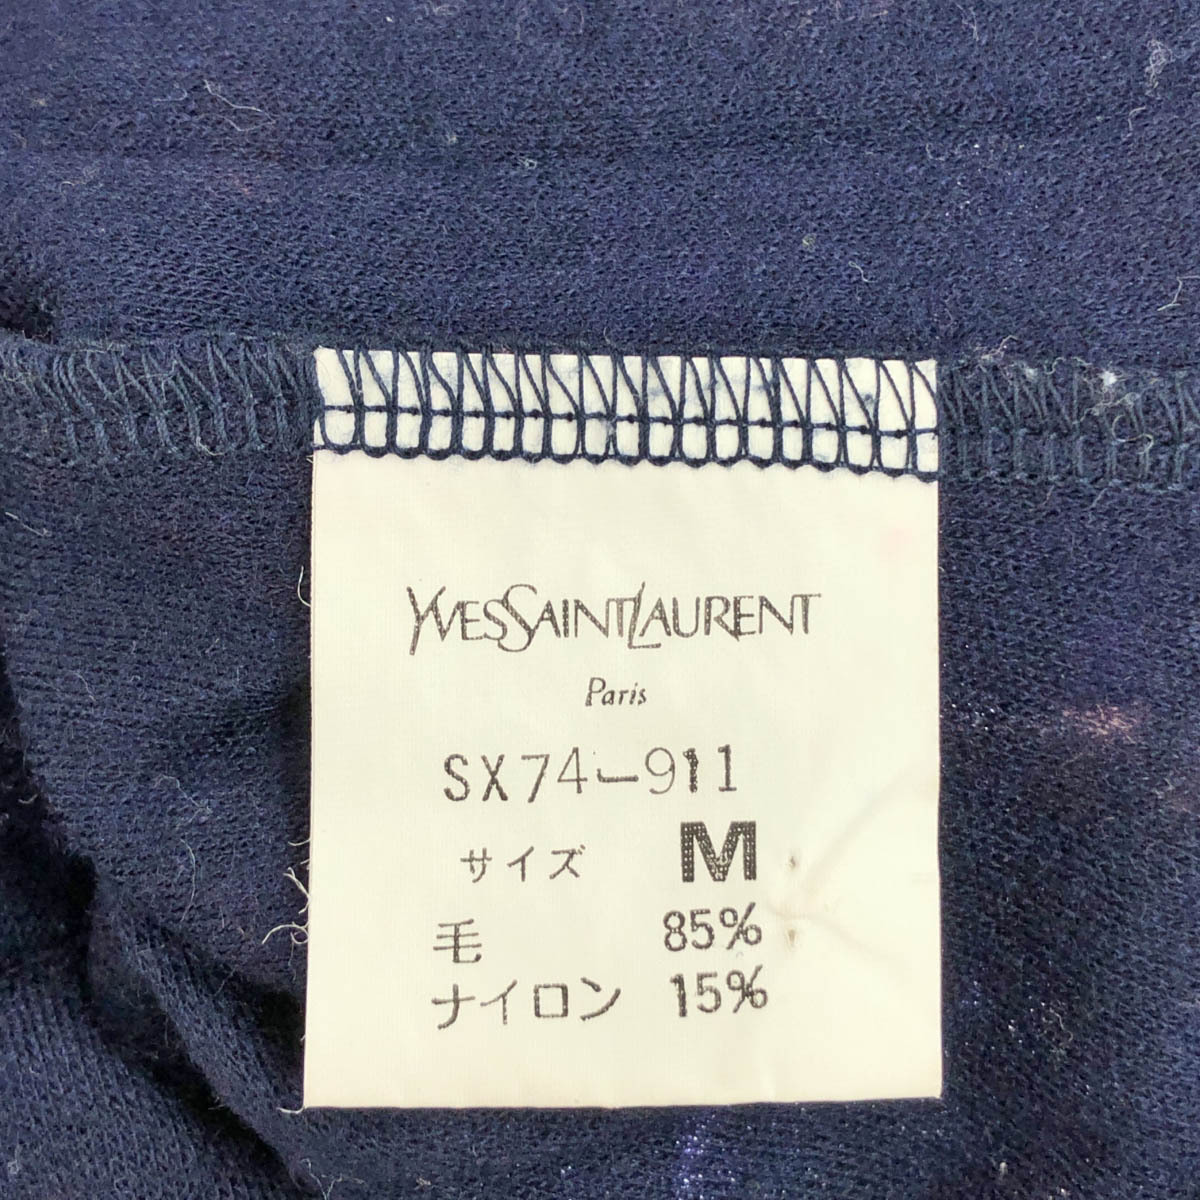 YVESSAINTLAURENT
Paris
SX74-911
サイズ M
毛 85%
ナイロン 15%